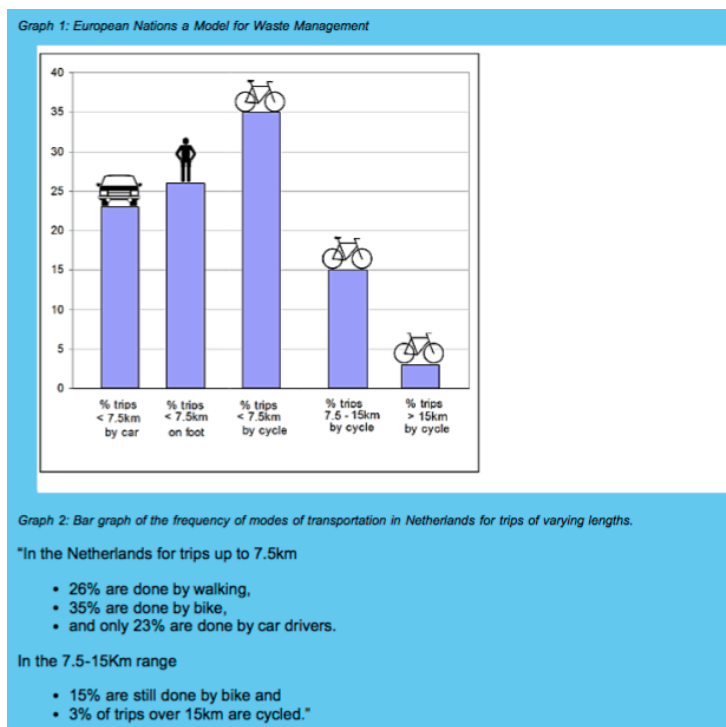 Graph 1: European Nations a Model for Waste Management
40
35
30
25
20
15
10
5
0
% trips
< 7.5km
by car
% trips
< 7.5km
on foot
% trips
< 7.5km
by cycle
% trips
7.5 - 15km
by cycle
% trips
> 15km
by cycle
Graph 2: Bar graph of the frequency of modes of transportation in Netherlands for trips of varying lengths.
"In the Netherlands for trips up to 7.5km
• 26% are done by walking,
• 35% are done by bike,
• and only 23% are done by car drivers.
In the 7.5-15Km range
• 15% are still done by bike and
• 3% of trips over 15km are cycled."